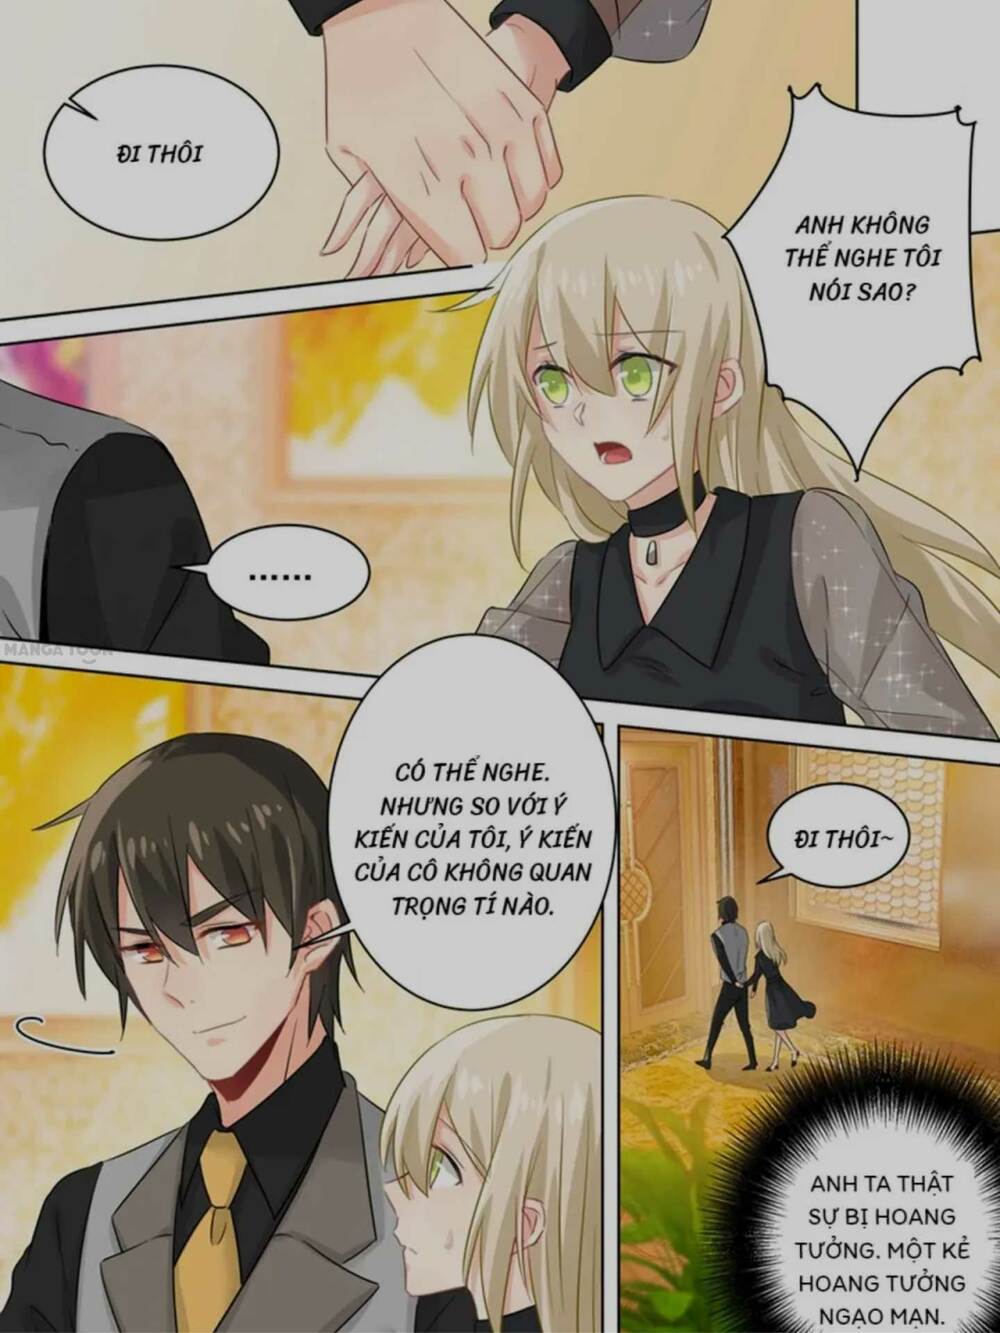 ĐI THÔI
ANH KHÔNG
THỂ NGHE TÔI
NÓI SAO?
......
MANGA TOON
CÓ THỂ NGHE.
NHƯNG SO VỚI Ý
KIẾN CỦA TÔI, Ý KIẾN
CỦA CÔ KHÔNG QUAN
TRỌNG TÍ NÀO.
ĐI THÔI~
ANH TA THẬT
SỰ BỊ HOANG
TƯỞNG. MỘT KẺ
HOANG TƯỞNG
NGẠO MẠN.